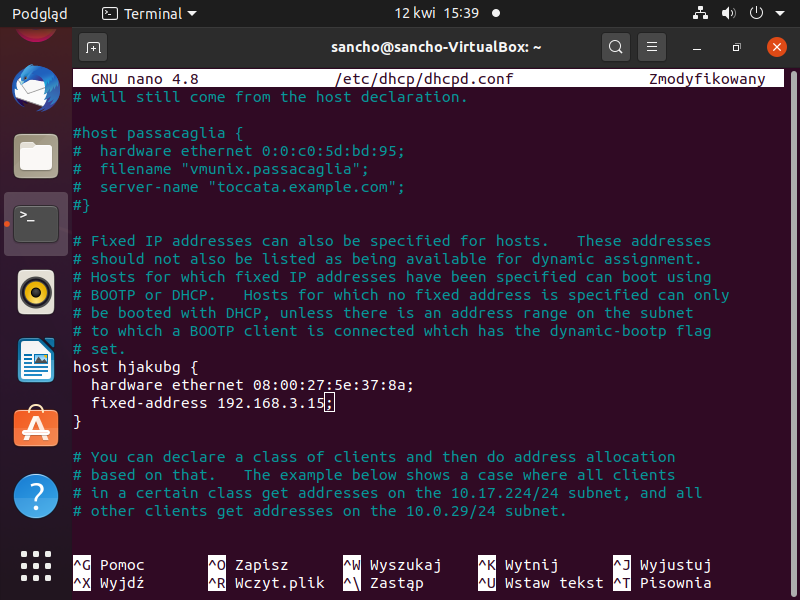 Podgląd Terminal 12 kwi 15:39
sancho@sancho-VirtualBox: ~
GNU nano 4.8 /etc/dhcp/dhcpd.conf Zmodyfikowany
# will still come from the host declaration.
#host passacaglia {
#  hardware ethernet 0:0:c0:5d:bd:95;
#  filename "vmunix.passacaglia";
#  server-name "toccata.example.com";
#}
# Fixed IP addresses can also be specified for hosts.   These addresses
# should not also be listed as being available for dynamic assignment.
# Hosts for which fixed IP addresses have been specified can boot using
# BOOTP or DHCP.   Hosts for which no fixed address is specified can only
# be booted with DHCP, unless there is an address range on the subnet
# to which a BOOTP client is connected which has the dynamic-bootp flag
# set.
host hjakubg {
  hardware ethernet 08:00:27:5e:37:8a;
  fixed-address 192.168.3.15;
}
# You can declare a class of clients and then do address allocation
# based on that.   The example below shows a case where all clients
# in a certain class get addresses on the 10.17.224/24 subnet, and all
# other clients get addresses on the 10.0.29/24 subnet.
^G Pomoc ^O Zapisz ^W Wyszukaj ^K Wytnij ^J Wyjustuj
^X Wyjdź ^R Wczyt.plik ^\ Zastąp ^U Wstaw tekst ^T Pisownia